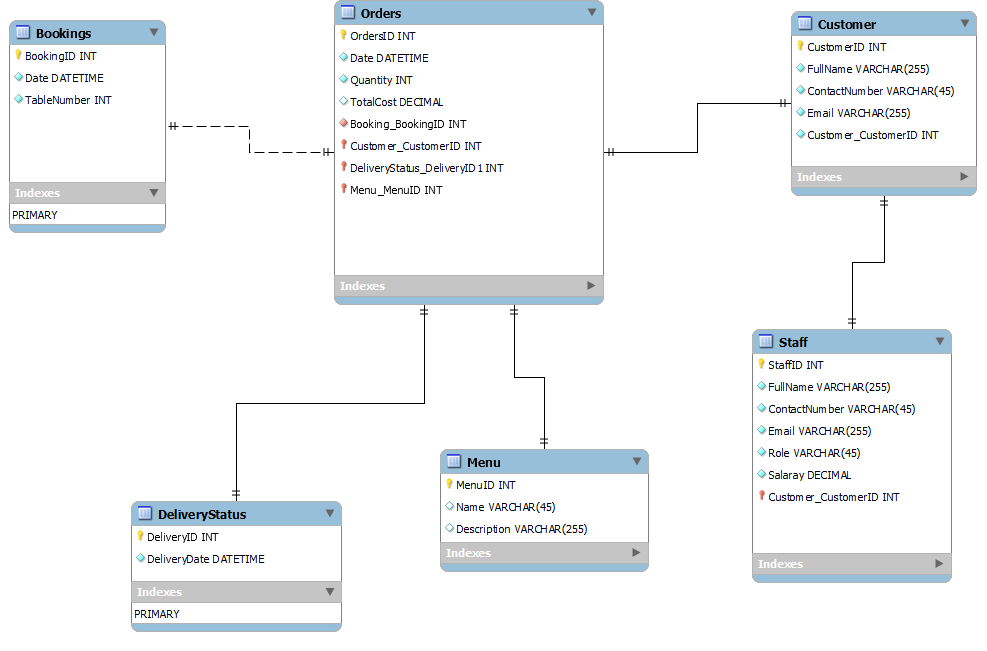 Bookings
BookingID INT
Date DATETIME
TableNumber INT
Indexes
PRIMARY
Orders
OrdersID INT
Date DATETIME
Quantity INT
TotalCost DECIMAL
Booking_BookingID INT
Customer_CustomerID INT
DeliveryStatus_DeliveryID1 INT
Menu_MenuID INT
Indexes
Customer
CustomerID INT
FullName VARCHAR(255)
ContactNumber VARCHAR(45)
Email VARCHAR(255)
Customer_CustomerID INT
Indexes
Staff
StaffID INT
FullName VARCHAR(255)
ContactNumber VARCHAR(45)
Email VARCHAR(255)
Role VARCHAR(45)
Salaray DECIMAL
Customer_CustomerID INT
Indexes
Menu
MenuID INT
Name VARCHAR(45)
Description VARCHAR(255)
Indexes
DeliveryStatus
DeliveryID INT
DeliveryDate DATETIME
Indexes
PRIMARY